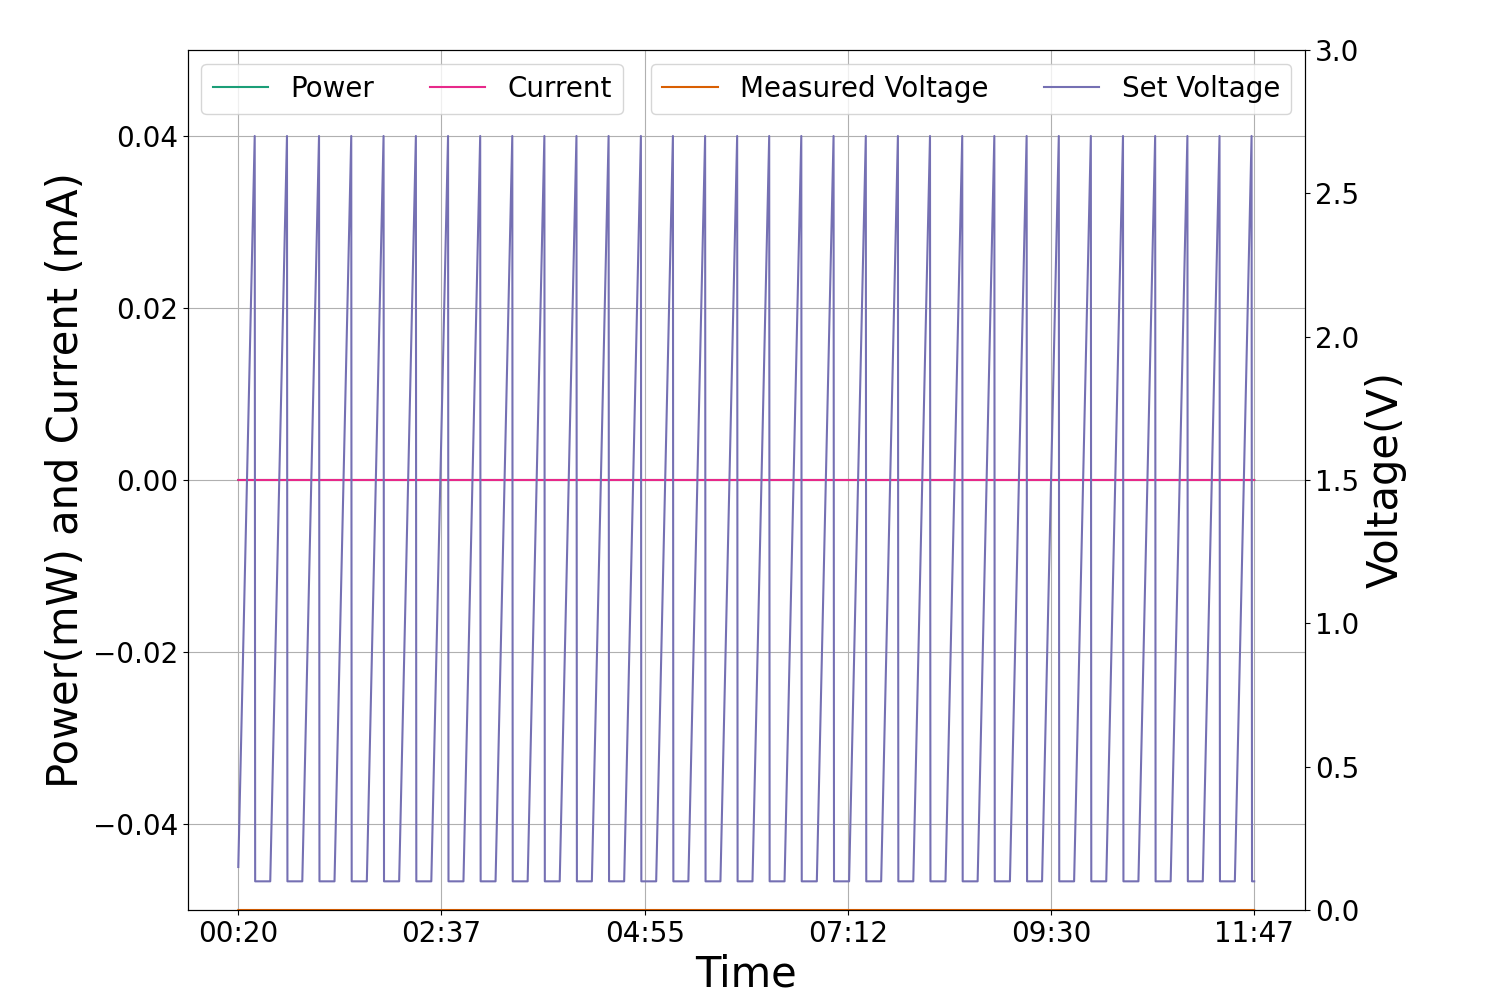 Power Current Measured Voltage Set Voltage
Power(mW) and Current (mA)
0.04
0.02
0.00
−0.02
−0.04
3.0
2.5
2.0
1.5
1.0
0.5
0.0
Voltage(V)
00:20 02:37 04:55 07:12 09:30 11:47
Time